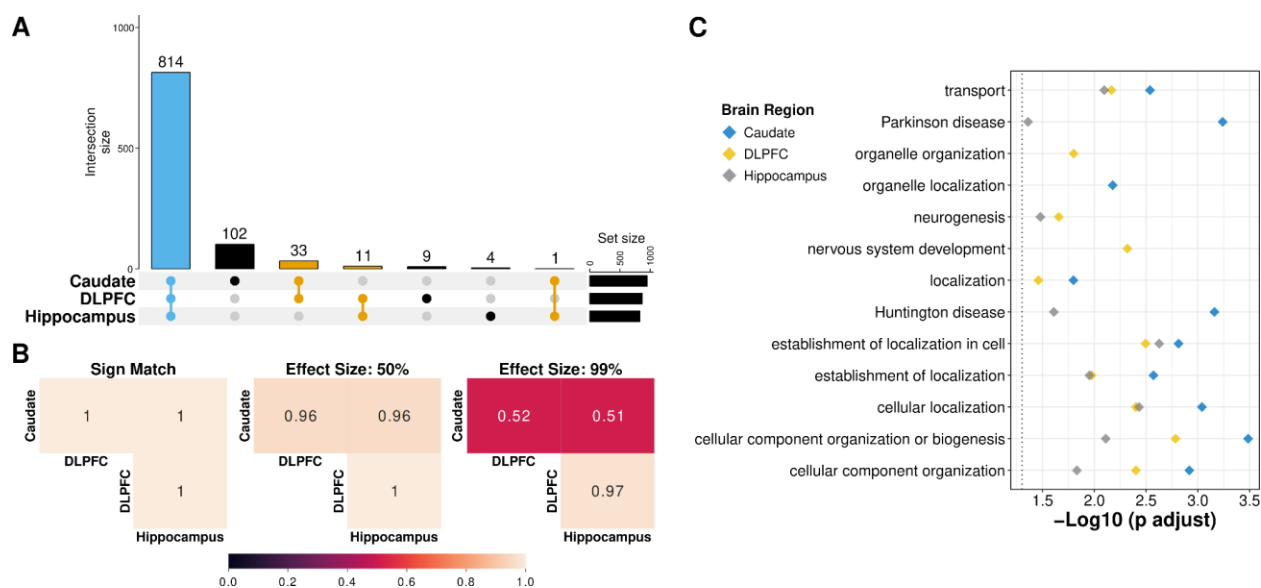 A
1000
500
0
Intersection
size
814
102
33
11
9
4
1
Set size
0
500
1000
Caudate
DLPFC
Hippocampus
B
Sign Match
Caudate
1
1
DLPFC
DLPFC
1
Hippocampus
Effect Size: 50%
Caudate
0.96
0.96
DLPFC
DLPFC
1
Hippocampus
Effect Size: 99%
Caudate
0.52
0.51
DLPFC
DLPFC
0.97
Hippocampus
0.0 0.2 0.4 0.6 0.8 1.0
C
Brain Region
Caudate
DLPFC
Hippocampus
transport
Parkinson disease
organelle organization
organelle localization
neurogenesis
nervous system development
localization
Huntington disease
establishment of localization in cell
establishment of localization
cellular localization
cellular component organization or biogenesis
cellular component organization
1.5 2.0 2.5 3.0 3.5
−Log10 (p adjust)